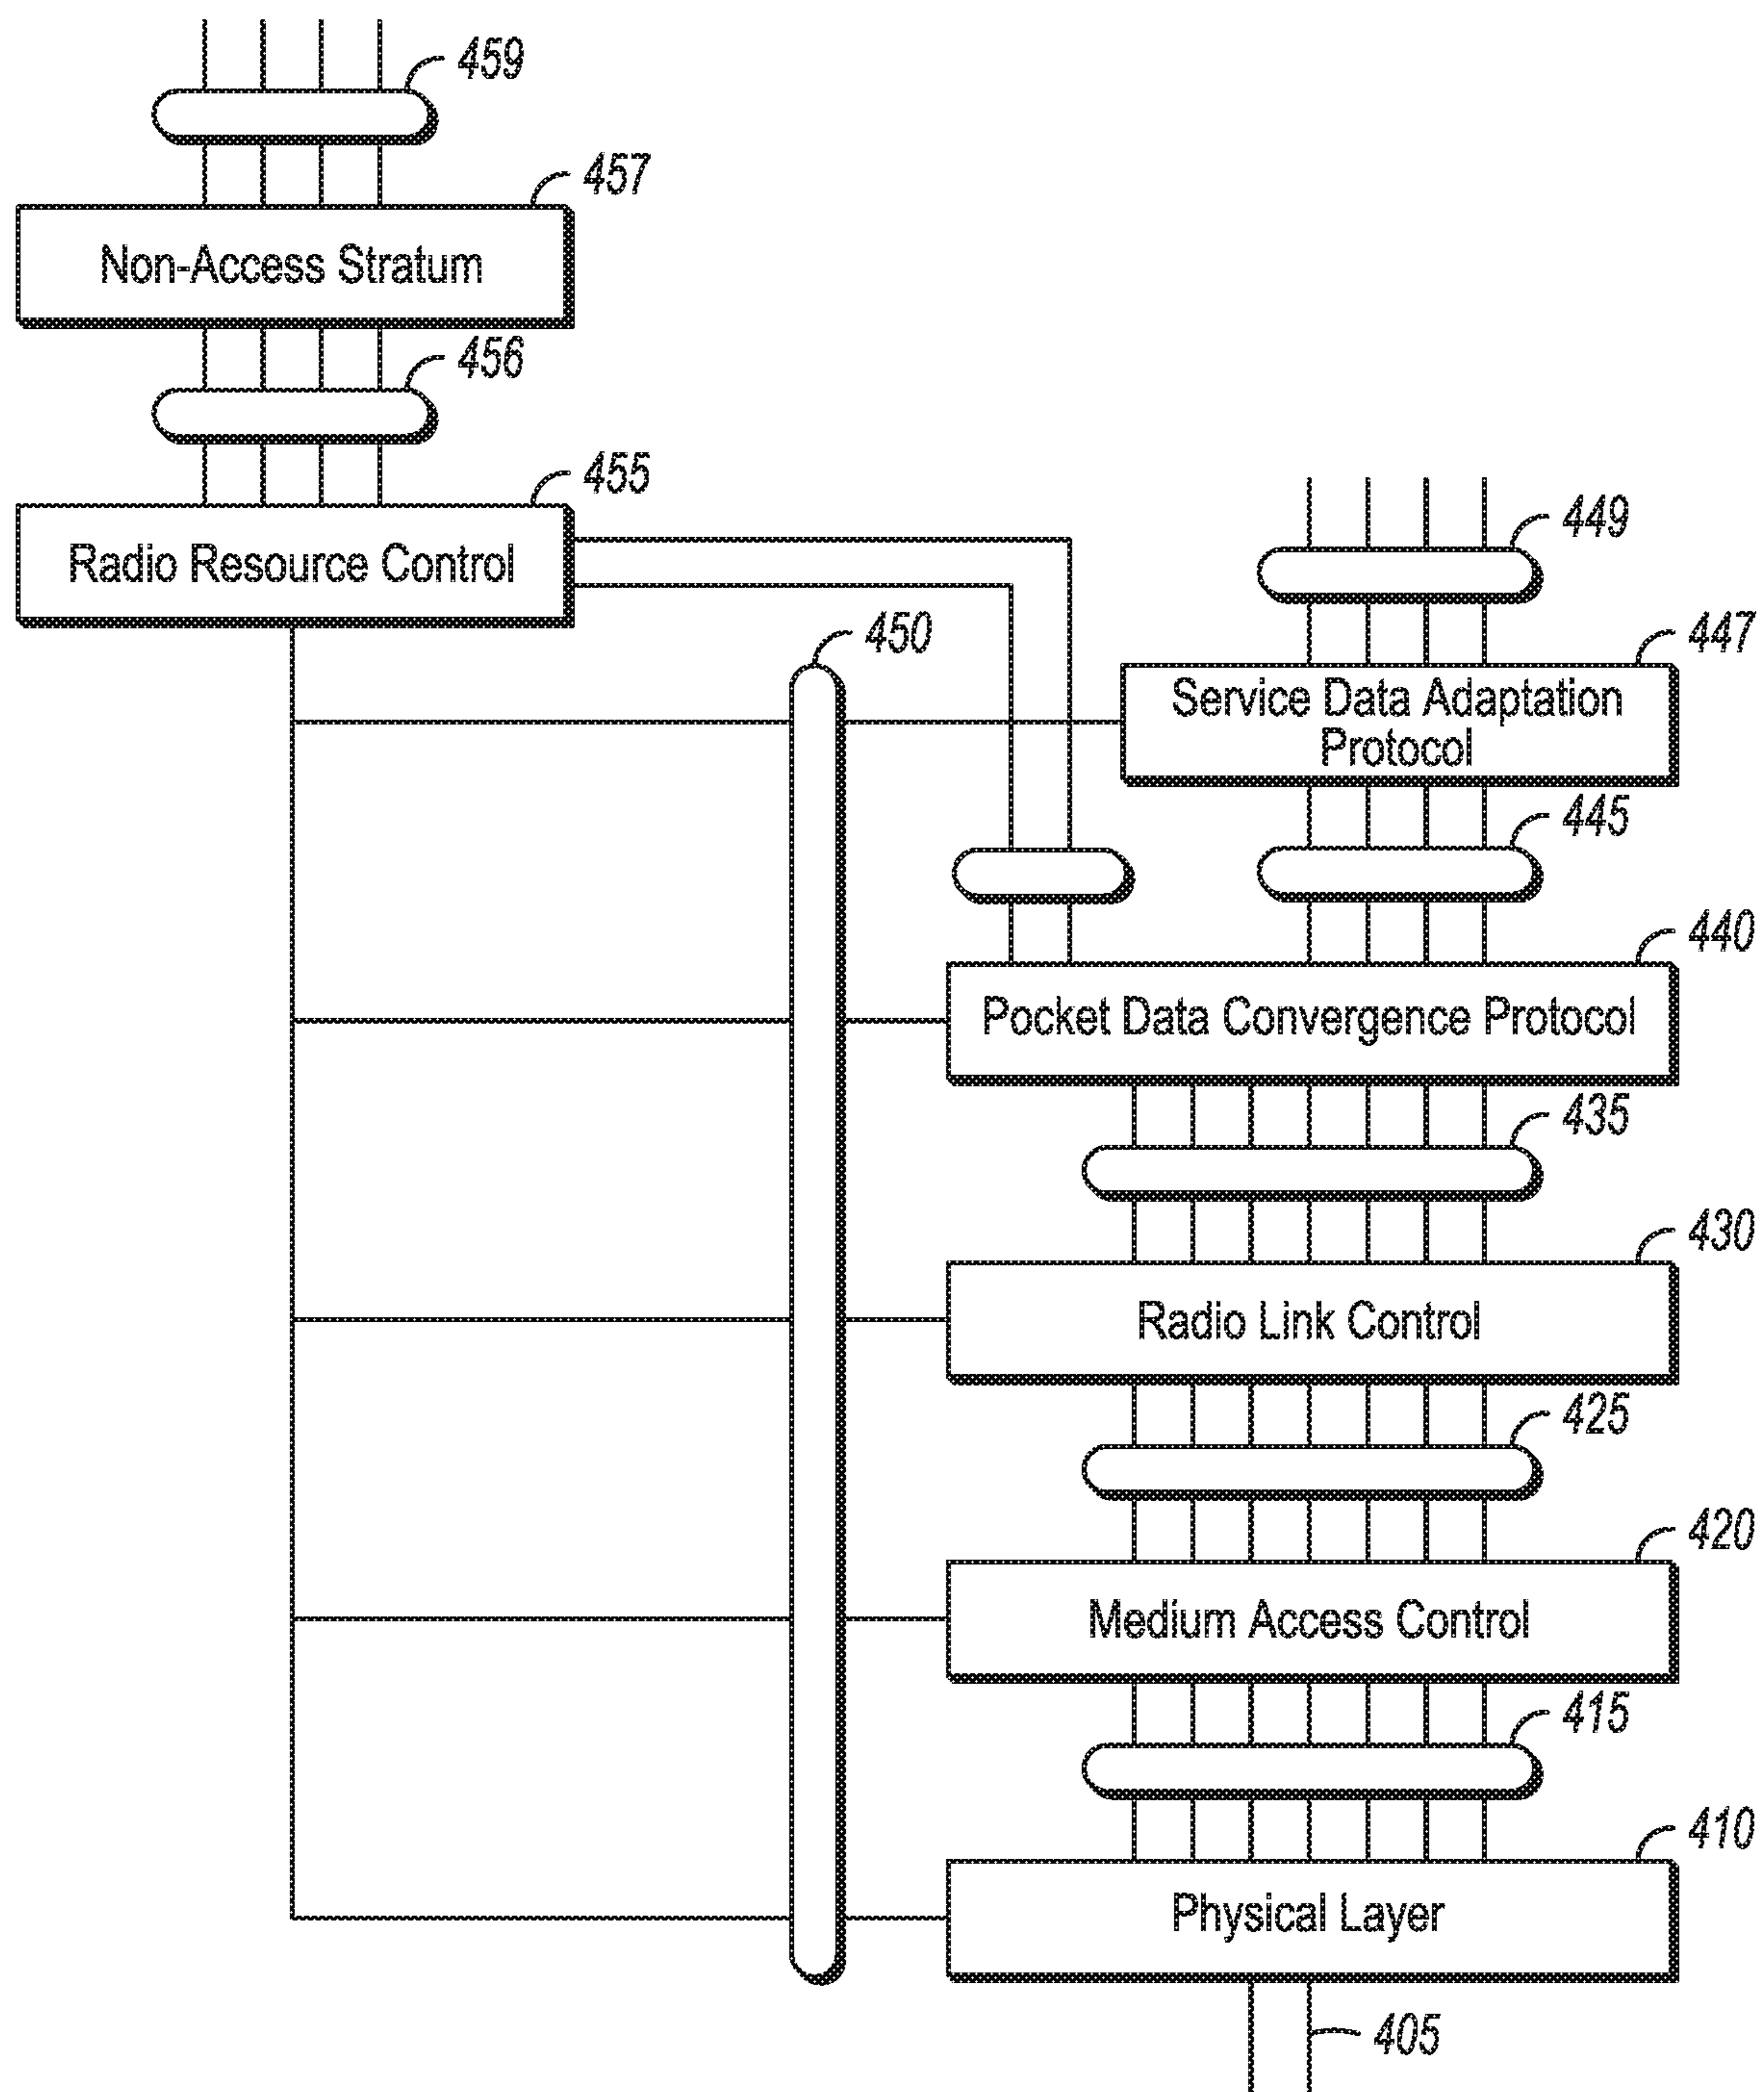 459
457
Non-Access Stratum
456
455
Radio Resource Control
449
450
447
Service Data Adaptation
Protocol
445
440
Pocket Data Convergence Protocol
435
430
Radio Link Control
425
420
Medium Access Control
415
410
Physical Layer
405